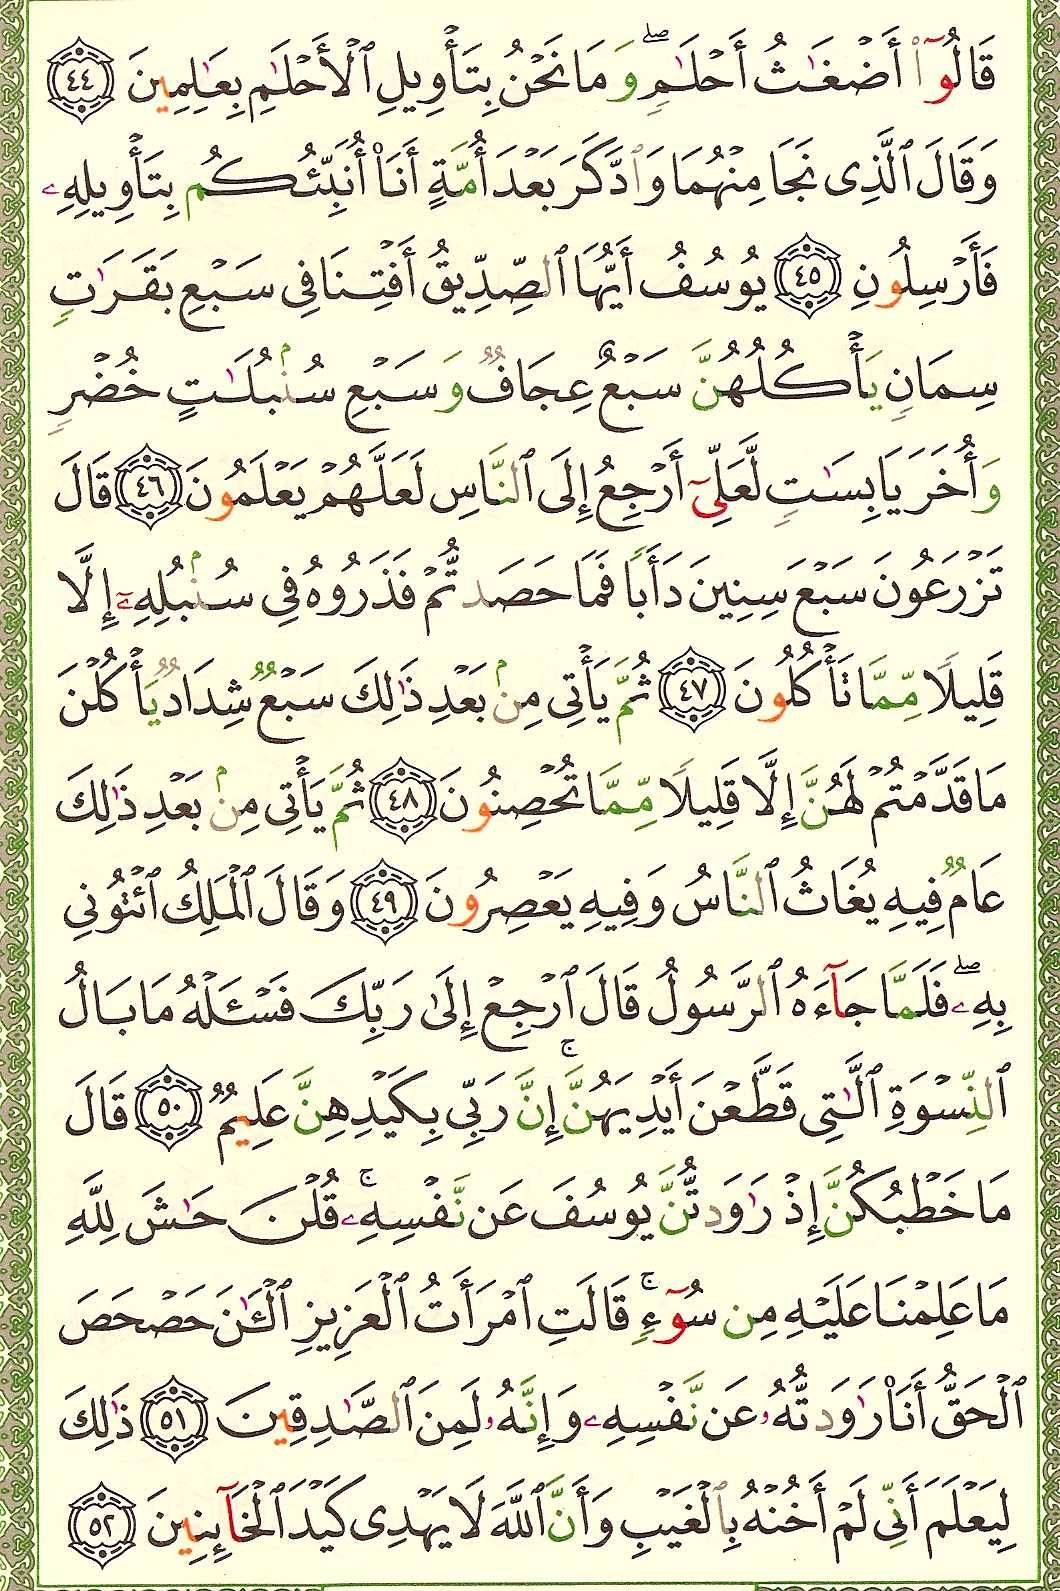 قَالُوٓا۟ أَضْغَـٰثُ أَحْلَـٰمٍ ۖ وَمَا نَحْنُ بِتَأْوِيلِ ٱلْأَحْلَـٰمِ بِعَـٰلِمِينَ ﴿٤٤﴾
وَقَالَ ٱلَّذِى نَجَا مِنْهُمَا وَٱدَّكَرَ بَعْدَ أُمَّةٍ أَنَا۠ أُنَبِّئُكُم بِتَأْوِيلِهِۦ
فَأَرْسِلُونِ ﴿٤٥﴾ يُوسُفُ أَيُّهَا ٱلصِّدِّيقُ أَفْتِنَا فِى سَبْعِ بَقَرَٰتٍ
سِمَانٍ يَأْكُلُهُنَّ سَبْعٌ عِجَافٌ وَسَبْعِ سُنۢبُلَـٰتٍ خُضْرٍ
وَأُخَرَ يَابِسَـٰتٍ لَّعَلِّىٓ أَرْجِعُ إِلَى ٱلنَّاسِ لَعَلَّهُمْ يَعْلَمُونَ ﴿٤٦﴾ قَالَ
تَزْرَعُونَ سَبْعَ سِنِينَ دَأَبًا فَمَا حَصَدتُّمْ فَذَرُوهُ فِى سُنۢبُلِهِۦٓ إِلَّا
قَلِيلًا مِّمَّا تَأْكُلُونَ ﴿٤٧﴾ ثُمَّ يَأْتِى مِنۢ بَعْدِ ذَٰلِكَ سَبْعٌ شِدَادٌ يَأْكُلْنَ
مَا قَدَّمْتُمْ لَهُنَّ إِلَّا قَلِيلًا مِّمَّا تُحْصِنُونَ ﴿٤٨﴾ ثُمَّ يَأْتِى مِنۢ بَعْدِ ذَٰلِكَ
عَامٌ فِيهِ يُغَاثُ ٱلنَّاسُ وَفِيهِ يَعْصِرُونَ ﴿٤٩﴾ وَقَالَ ٱلْمَلِكُ ٱئْتُونِى
بِهِۦ ۖ فَلَمَّا جَآءَهُ ٱلرَّسُولُ قَالَ ٱرْجِعْ إِلَىٰ رَبِّكَ فَسْـَٔلْهُ مَا بَالُ
ٱلنِّسْوَةِ ٱلَّـٰتِى قَطَّعْنَ أَيْدِيَهُنَّ ۚ إِنَّ رَبِّى بِكَيْدِهِنَّ عَلِيمٌ ﴿٥٠﴾ قَالَ
مَا خَطْبُكُنَّ إِذْ رَٰوَدتُّنَّ يُوسُفَ عَن نَّفْسِهِۦ ۚ قُلْنَ حَـٰشَ لِلَّهِ
مَا عَلِمْنَا عَلَيْهِ مِن سُوٓءٍ ۚ قَالَتِ ٱمْرَأَتُ ٱلْعَزِيزِ ٱلْـَٔـٰنَ حَصْحَصَ
ٱلْحَقُّ أَنَا۠ رَٰوَدتُّهُۥ عَن نَّفْسِهِۦ وَإِنَّهُۥ لَمِنَ ٱلصَّـٰدِقِينَ ﴿٥١﴾ ذَٰلِكَ
لِيَعْلَمَ أَنِّى لَمْ أَخُنْهُ بِٱلْغَيْبِ وَأَنَّ ٱللَّهَ لَا يَهْدِى كَيْدَ ٱلْخَآئِنِينَ ﴿٥٢﴾